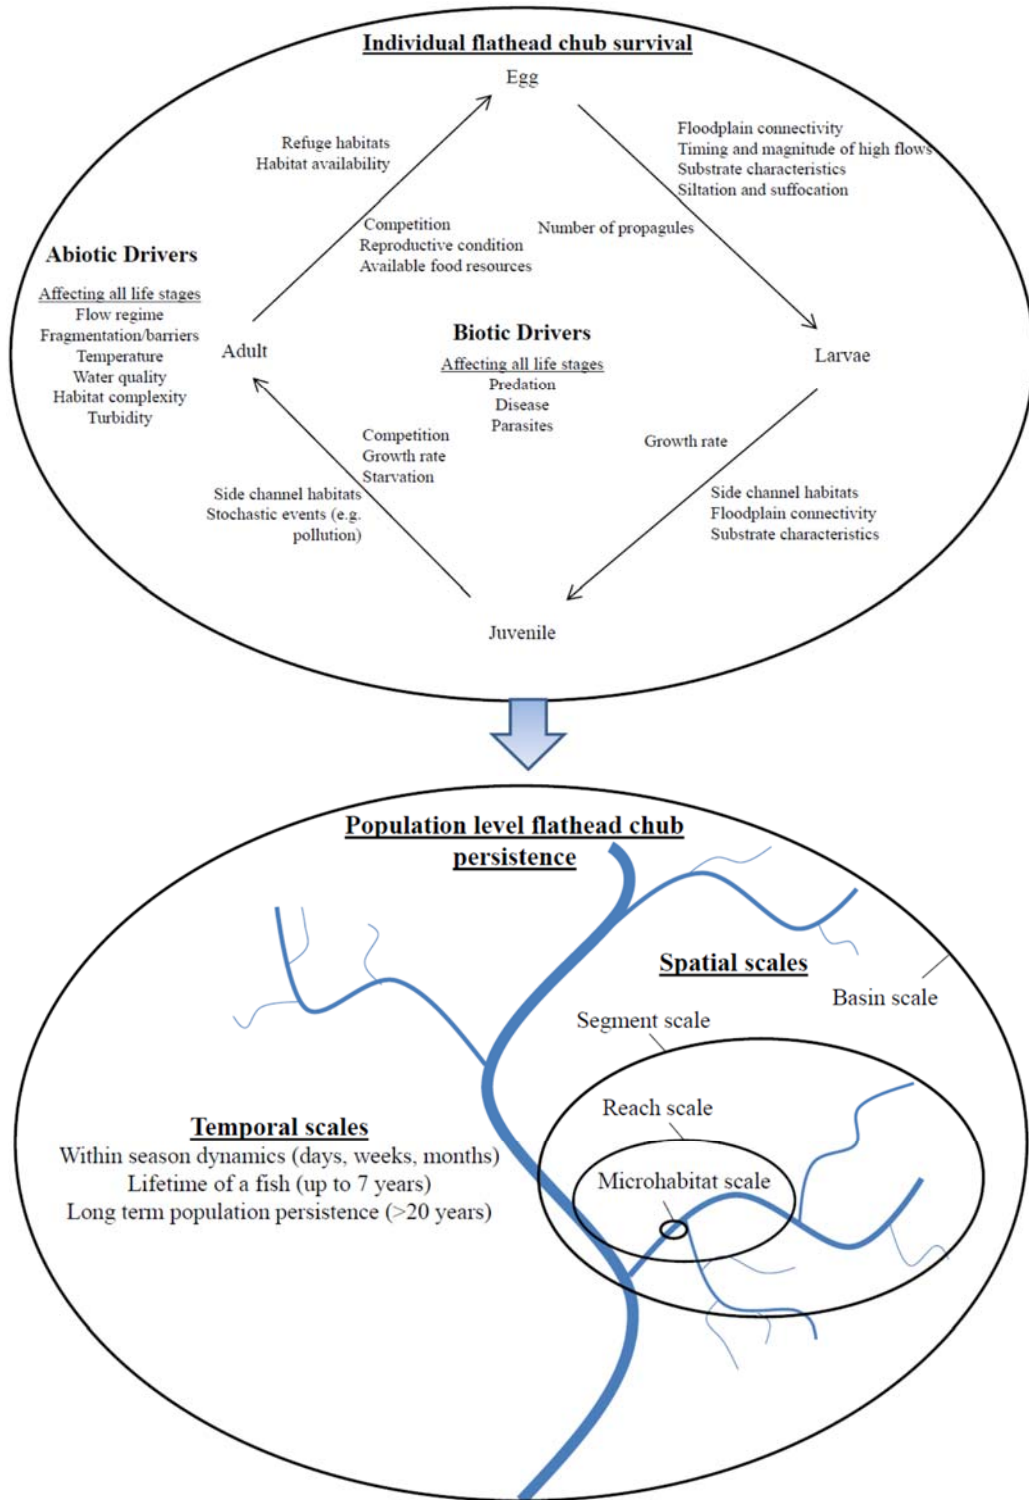 Individual flathead chub survival
Egg
Refuge habitats
Habitat availability
Floodplain connectivity
Timing and magnitude of high flows
Substrate characteristics
Siltation and suffocation
Competition
Reproductive condition
Available food resources
Number of propagules
Abiotic Drivers
Affecting all life stages
Flow regime
Fragmentation/barriers
Temperature
Water quality
Habitat complexity
Turbidity
Adult
Biotic Drivers
Affecting all life stages
Predation
Disease
Parasites
Larvae
Competition
Growth rate
Starvation
Side channel habitats
Stochastic events (e.g.
pollution)
Growth rate
Side channel habitats
Floodplain connectivity
Substrate characteristics
Juvenile
Population level flathead chub
persistence
Spatial scales
Basin scale
Segment scale
Reach scale
Microhabitat scale
Temporal scales
Within season dynamics (days, weeks, months)
Lifetime of a fish (up to 7 years)
Long term population persistence (>20 years)